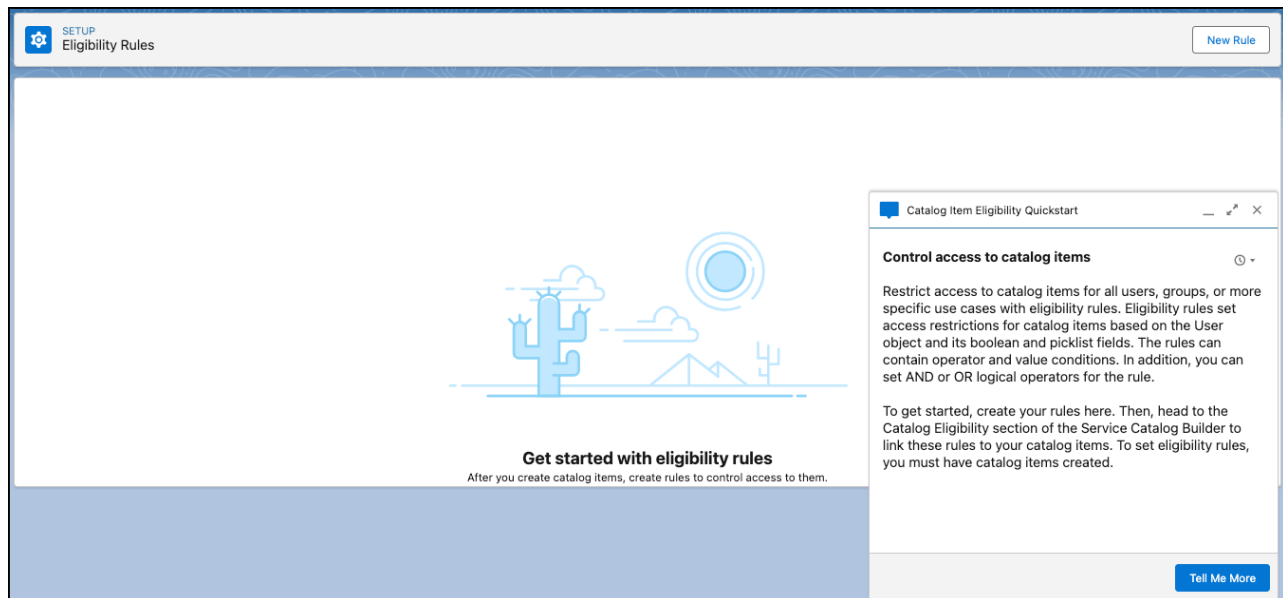 SETUP
Eligibility Rules
New Rule
Catalog Item Eligibility Quickstart
Control access to catalog items
Restrict access to catalog items for all users, groups, or more
specific use cases with eligibility rules. Eligibility rules set
access restrictions for catalog items based on the User
object and its boolean and picklist fields. The rules can
contain operator and value conditions. In addition, you can
set AND or OR logical operators for the rule.
To get started, create your rules here. Then, head to the
Catalog Eligibility section of the Service Catalog Builder to
link these rules to your catalog items. To set eligibility rules,
you must have catalog items created.
Get started with eligibility rules
After you create catalog items, create rules to control access to them.
Tell Me More